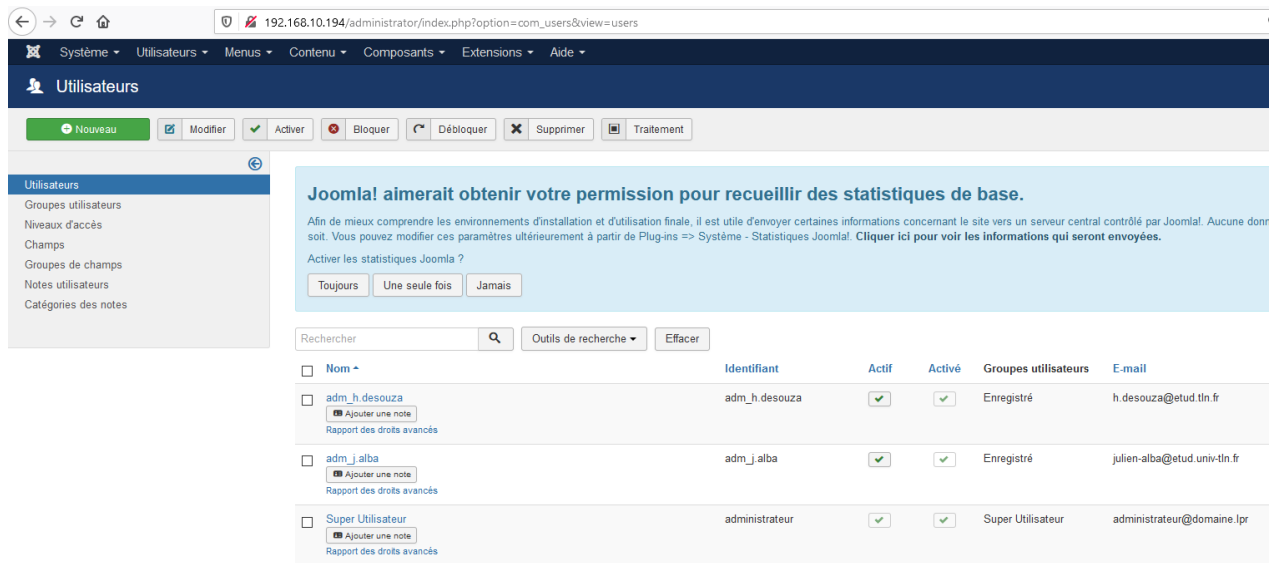 192.168.10.194/administrator/index.php?option=com_users&view=users
Système Utilisateurs Menus Contenu Composants Extensions Aide
Utilisateurs
Nouveau Modifier Activer Bloquer Débloquer Supprimer Traitement
Utilisateurs
Groupes utilisateurs
Niveaux d'accès
Champs
Groupes de champs
Notes utilisateurs
Catégories des notes
Joomla! aimerait obtenir votre permission pour recueillir des statistiques de base.
Afin de mieux comprendre les environnements d'installation et d'utilisation finale, il est utile d'envoyer certaines informations concernant le site vers un serveur central contrôlé par Joomla!. Aucune donn
soit. Vous pouvez modifier ces paramètres ultérieurement à partir de Plug-ins => Système - Statistiques Joomla!. Cliquer ici pour voir les informations qui seront envoyées.
Activer les statistiques Joomla ?
Toujours Une seule fois Jamais
Rechercher Outils de recherche Effacer
Nom Identifiant Actif Activé Groupes utilisateurs E-mail
adm_h.desouza adm_h.desouza Enregistré h.desouza@etud.tln.fr
Ajouter une note
Rapport des droits avancés
adm_j.alba adm_j.alba Enregistré julien-alba@etud.univ-tln.fr
Ajouter une note
Rapport des droits avancés
Super Utilisateur administrateur Super Utilisateur administrateur@domaine.lpr
Ajouter une note
Rapport des droits avancés